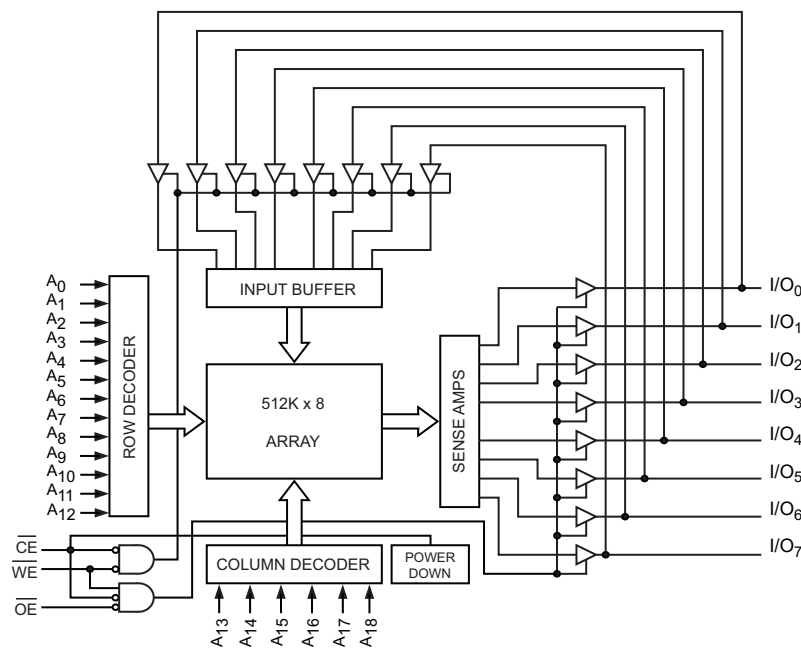 INPUT BUFFER
A0
A1
A2
A3
A4
A5
A6
A7
A8
A9
A10
A11
A12
ROW DECODER
512K x 8
ARRAY
SENSE AMPS
I/O0
I/O1
I/O2
I/O3
I/O4
I/O5
I/O6
I/O7
CE
WE
OE
COLUMN DECODER
POWER
DOWN
A13
A14
A15
A16
A17
A18